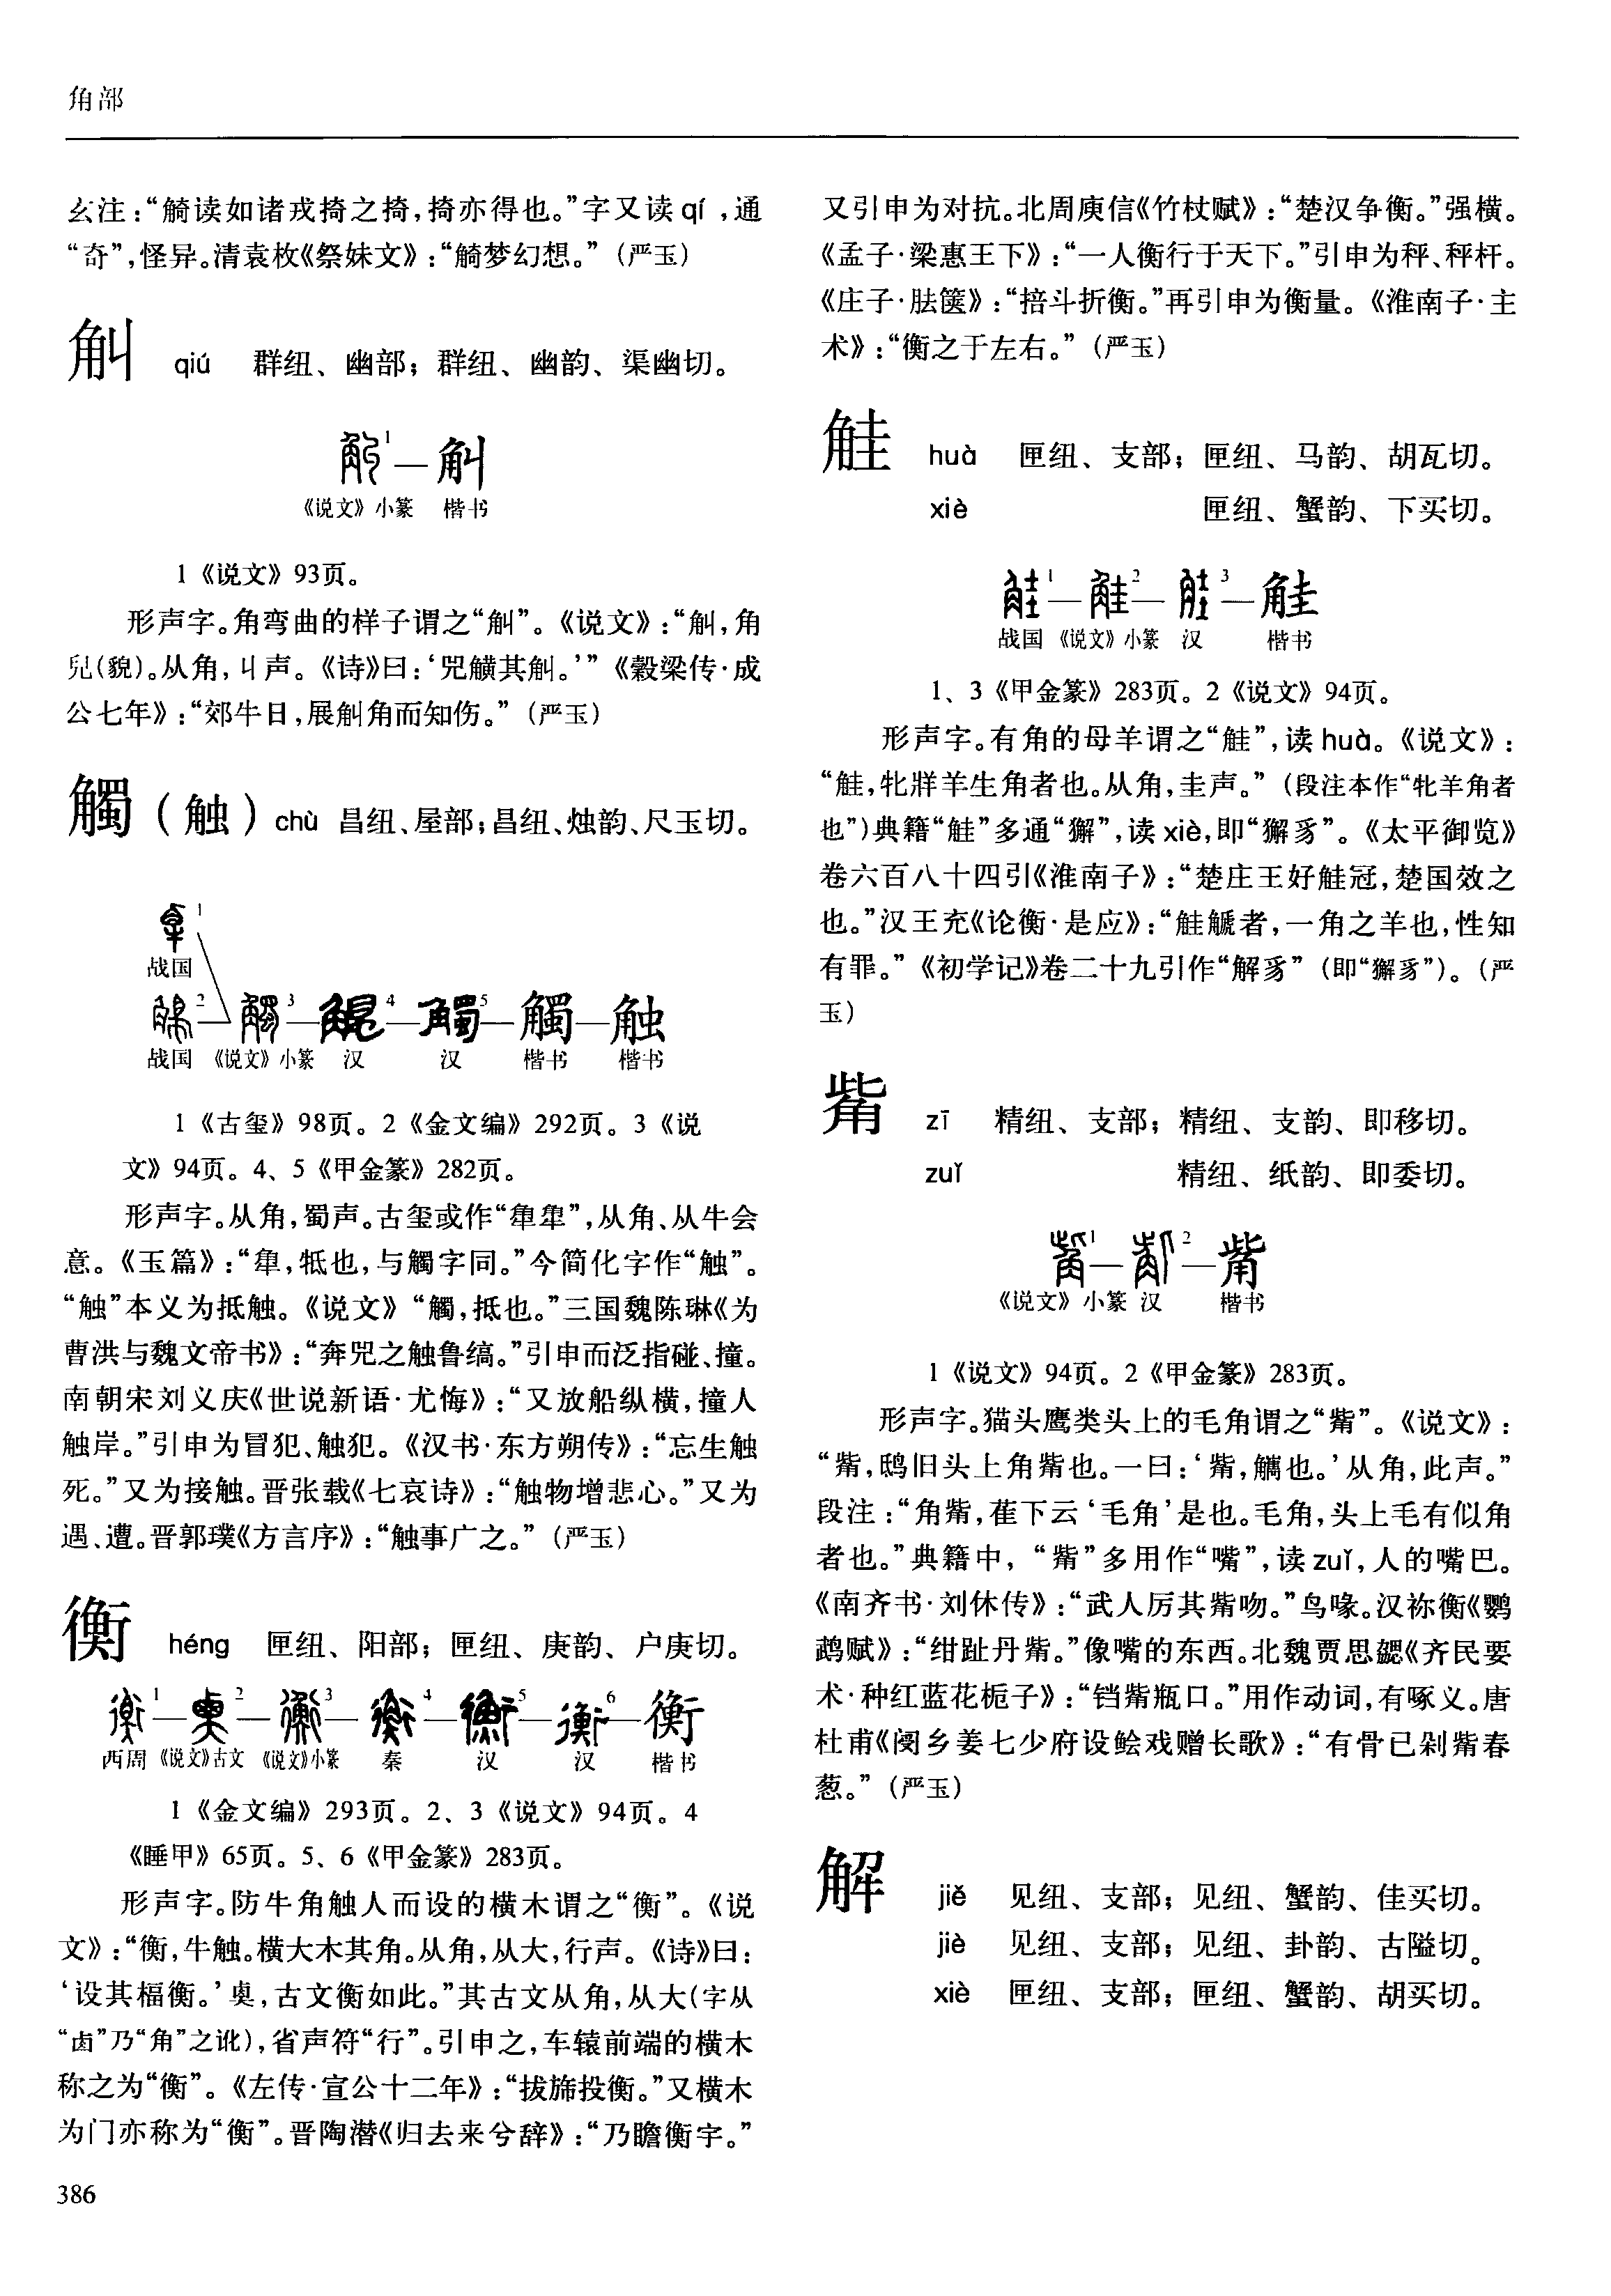 角部
玄注：“觭读如诸戎掎之掎，掎亦得也。”字又读qí，通
“奇”，怪异。清袁枚《祭妹文》：“觭梦幻想。”（严玉）
觓 qiú 群纽、幽部；群纽、幽韵、渠幽切。
1 — 觓
《说文》小篆 楷书
1《说文》93页。
形声字。角弯曲的样子谓之“觓”。《说文》：“觓，角
皃（貌）。从角，丩声。《诗》曰：‘兕觵其觓。’”《穀梁传·成
公七年》：“郊牛日，展觓角而知伤。”（严玉）
觸（触）chù 昌纽、屋部；昌纽、烛韵、尺玉切。
1
战国
2 — 3 — 4 — 5 — 觸 — 触
战国 《说文》小篆 汉 汉 楷书 楷书
1《古玺》98页。2《金文编》292页。3《说
文》94页。4、5《甲金篆》282页。
形声字。从角，蜀声。古玺或作“㸷㸷”，从角、从牛会
意。《玉篇》：“㸷，牴也，与觸字同。”今简化字作“触”。
“触”本义为抵触。《说文》“觸，抵也。”三国魏陈琳《为
曹洪与魏文帝书》：“奔兕之触鲁缟。”引申而泛指碰、撞。
南朝宋刘义庆《世说新语·尤悔》：“又放船纵横，撞人
触岸。”引申为冒犯、触犯。《汉书·东方朔传》：“忘生触
死。”又为接触。晋张载《七哀诗》：“触物增悲心。”又为
遇、遭。晋郭璞《方言序》：“触事广之。”（严玉）
衡 héng 匣纽、阳部；匣纽、庚韵、户庚切。
1 — 2 — 3 — 4 — 5 — 6 — 衡
西周 《说文》古文 《说文》小篆 秦 汉 汉 楷书
1《金文编》293页。2、3《说文》94页。4
《睡甲》65页。5、6《甲金篆》283页。
形声字。防牛角触人而设的横木谓之“衡”。《说
文》：“衡，牛触。横大木其角。从角，从大，行声。《诗》曰：
‘设其楅衡。’奥，古文衡如此。”其古文从角，从大（字从
“卤”乃“角”之讹），省声符“行”。引申之，车辕前端的横木
称之为“衡”。《左传·宣公十二年》：“拔旆投衡。”又横木
为门亦称为“衡”。晋陶潜《归去来兮辞》：“乃瞻衡宇。”
又引申为对抗。北周庾信《竹杖赋》：“楚汉争衡。”强横。
《孟子·梁惠王下》：“一人衡行于天下。”引申为秤、秤杆。
《庄子·胠箧》：“掊斗折衡。”再引申为衡量。《淮南子·主
术》：“衡之于左右。”（严玉）
觟 huà 匣纽、支部；匣纽、马韵、胡瓦切。
xiè 匣纽、蟹韵、下买切。
1 — 2 — 3 — 觟
战国 《说文》小篆 汉 楷书
1、3《甲金篆》283页。2《说文》94页。
形声字。有角的母羊谓之“觟”，读huà。《说文》：
“觟，牝牂羊生角者也。从角，圭声。”（段注本作“牝羊角者
也”）典籍“觟”多通“獬”，读xiè，即“獬豸”。《太平御览》
卷六百八十四引《淮南子》：“楚庄王好觟冠，楚国效之
也。”汉王充《论衡·是应》：“觟𧣾者，一角之羊也，性知
有罪。”《初学记》卷二十九引作“解豸”（即“獬豸”）。（严
玉）
觜 zī 精纽、支部；精纽、支韵、即移切。
zuǐ 精纽、纸韵、即委切。
1 — 2 — 觜
《说文》小篆 汉 楷书
1《说文》94页。2《甲金篆》283页。
形声字。猫头鹰类头上的毛角谓之“觜”。《说文》：
“觜，鸱旧头上角觜也。一曰：‘觜，觿也。’从角，此声。”
段注：“角觜，萑下云‘毛角’是也。毛角，头上毛有似角
者也。”典籍中，“觜”多用作“嘴”，读zuǐ，人的嘴巴。
《南齐书·刘休传》：“武人厉其觜吻。”鸟喙。汉祢衡《鹦
鹉赋》：“绀趾丹觜。”像嘴的东西。北魏贾思勰《齐民要
术·种红蓝花栀子》：“铛觜瓶口。”用作动词，有啄义。唐
杜甫《阌乡姜七少府设鲙戏赠长歌》：“有骨已剁觜春
葱。”（严玉）
解 jiě 见纽、支部；见纽、蟹韵、佳买切。
jiè 见纽、支部；见纽、卦韵、古隘切。
xiè 匣纽、支部；匣纽、蟹韵、胡买切。
386